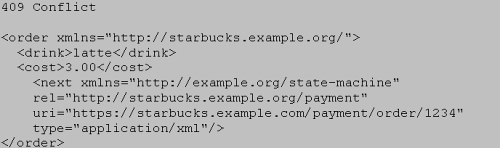 409 Conflict
<order xmlns="http://starbucks.example.org/">
<drink>latte</drink>
<cost>3.00</cost>
<next xmlns="http://example.org/state-machine"
rel="http://starbucks.example.org/payment"
uri="https://starbucks.example.com/payment/order/1234"
type="application/xml"/>
</order>